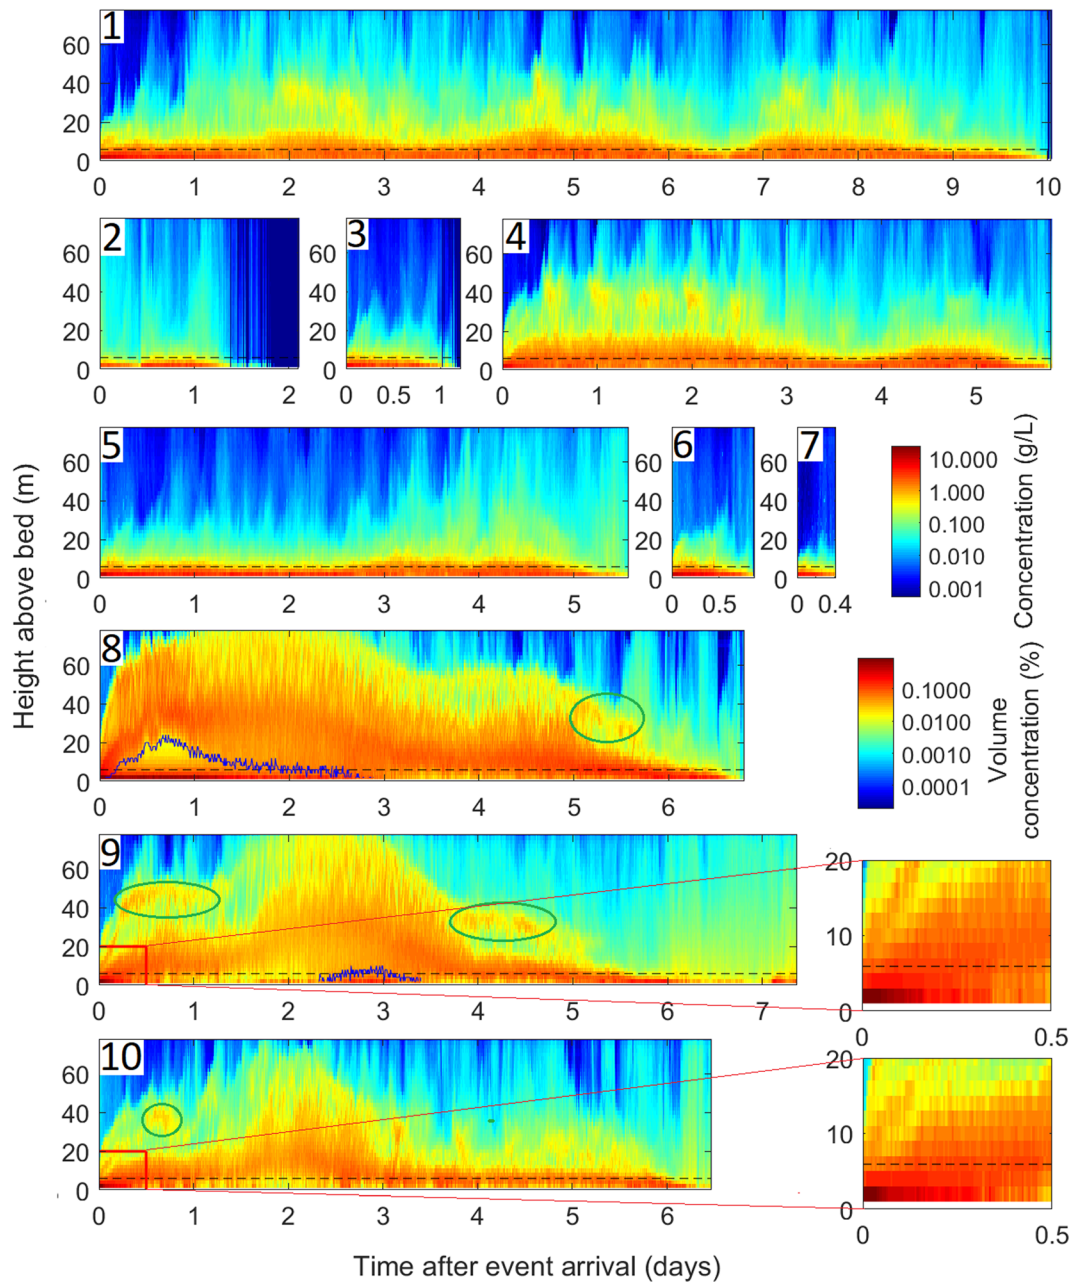 1
60
40
20
0
0 1 2 3 4 5 6 7 8 9 10
2 3 4
60 60
40 40 40
20 20 20
0 0 0
0 1 2 0 0.5 1 0 1 2 3 4 5
5 6 7
60 60 60
40 40 40
20 20 20
0 0 0
0 1 2 3 4 5 0 0.5 0 0.4
10.000
1.000
0.100
0.010
0.001
Concentration (g/L)
Height above bed (m)
8
60
40
20
0
0 1 2 3 4 5 6
0.1000
0.0100
0.0010
0.0001
Volume
concentration (%)
9
60
40
20
0
0 1 2 3 4 5 6 7
20
10
0
0 0.5
10
60
40
20
0
0 1 2 3 4 5 6
20
10
0
0 0.5
Time after event arrival (days)